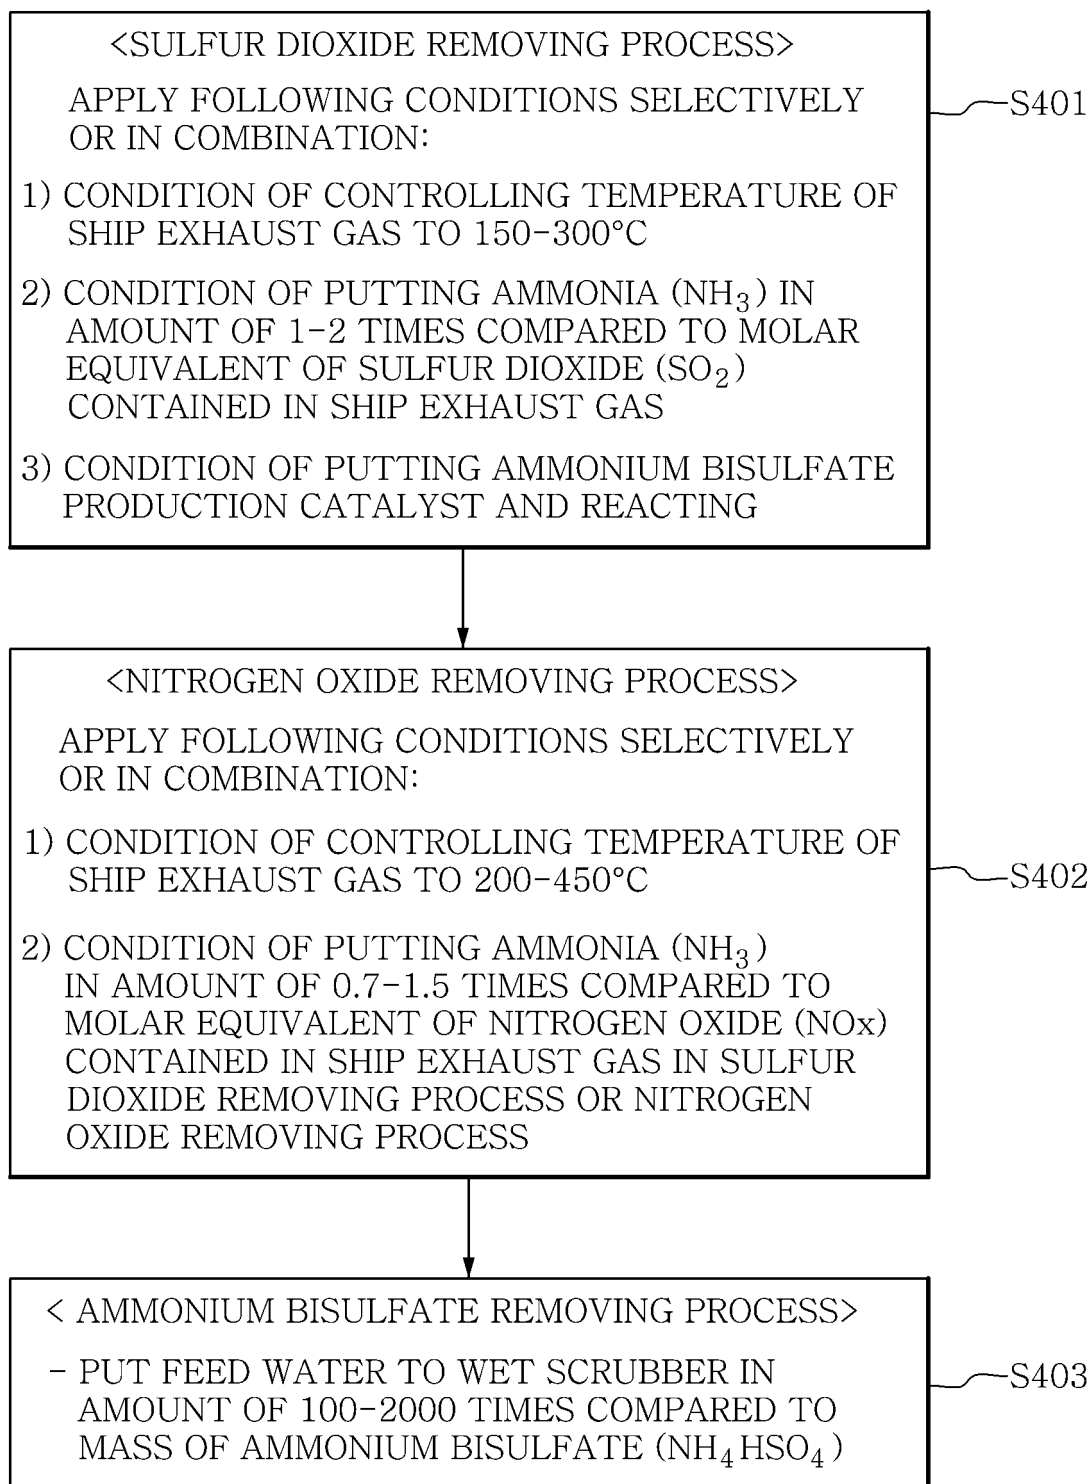 <SULFUR DIOXIDE REMOVING PROCESS>
APPLY FOLLOWING CONDITIONS SELECTIVELY
OR IN COMBINATION:
1) CONDITION OF CONTROLLING TEMPERATURE OF
SHIP EXHAUST GAS TO 150-300°C
2) CONDITION OF PUTTING AMMONIA (NH₃) IN
AMOUNT OF 1-2 TIMES COMPARED TO MOLAR
EQUIVALENT OF SULFUR DIOXIDE (SO₂)
CONTAINED IN SHIP EXHAUST GAS
3) CONDITION OF PUTTING AMMONIUM BISULFATE
PRODUCTION CATALYST AND REACTING
S401
<NITROGEN OXIDE REMOVING PROCESS>
APPLY FOLLOWING CONDITIONS SELECTIVELY
OR IN COMBINATION:
1) CONDITION OF CONTROLLING TEMPERATURE OF
SHIP EXHAUST GAS TO 200-450°C
2) CONDITION OF PUTTING AMMONIA (NH₃)
IN AMOUNT OF 0.7-1.5 TIMES COMPARED TO
MOLAR EQUIVALENT OF NITROGEN OXIDE (NOx)
CONTAINED IN SHIP EXHAUST GAS IN SULFUR
DIOXIDE REMOVING PROCESS OR NITROGEN
OXIDE REMOVING PROCESS
S402
< AMMONIUM BISULFATE REMOVING PROCESS>
- PUT FEED WATER TO WET SCRUBBER IN
AMOUNT OF 100-2000 TIMES COMPARED TO
MASS OF AMMONIUM BISULFATE (NH₄HSO₄)
S403